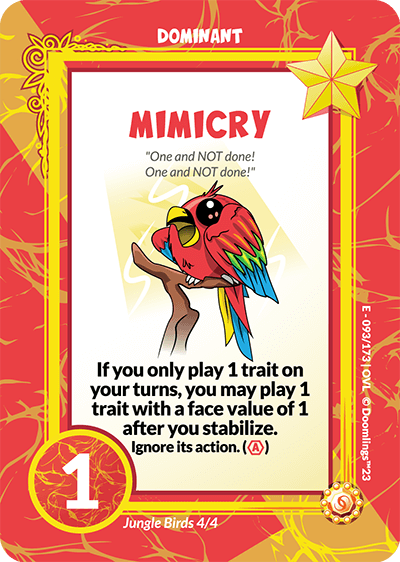 DOMINANT
MIMICRY
"One and NOT done!
One and NOT done!"
If you only play 1 trait on
your turns, you may play 1
trait with a face value of 1
after you stabilize.
Ignore its action. (A)
E - 093/173 | OVL © Doomlings™23
1
Jungle Birds 4/4